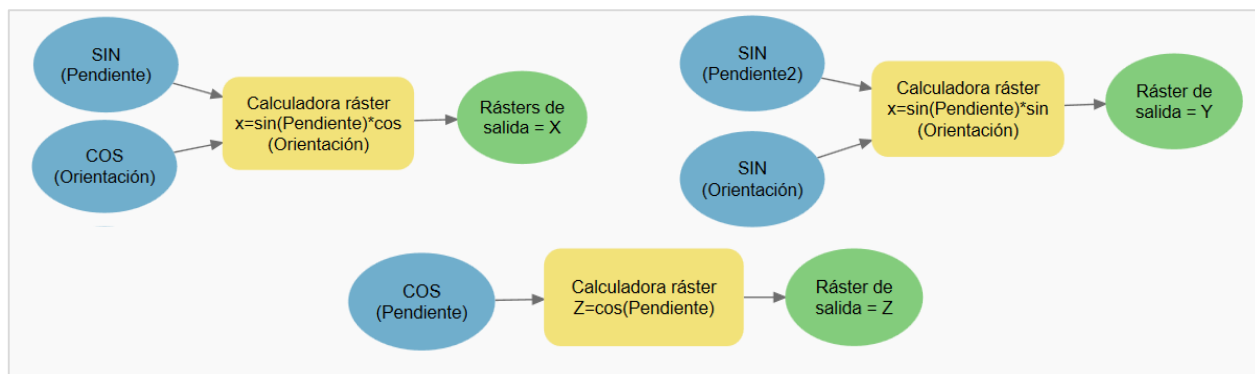 SIN
(Pendiente)
COS
(Orientación)
Calculadora ráster
x=sin(Pendiente)*cos
(Orientación)
Rásters de
salida = X
SIN
(Pendiente2)
SIN
(Orientación)
Calculadora ráster
x=sin(Pendiente)*sin
(Orientación)
Ráster de
salida = Y
COS
(Pendiente)
Calculadora ráster
Z=cos(Pendiente)
Ráster de
salida = Z